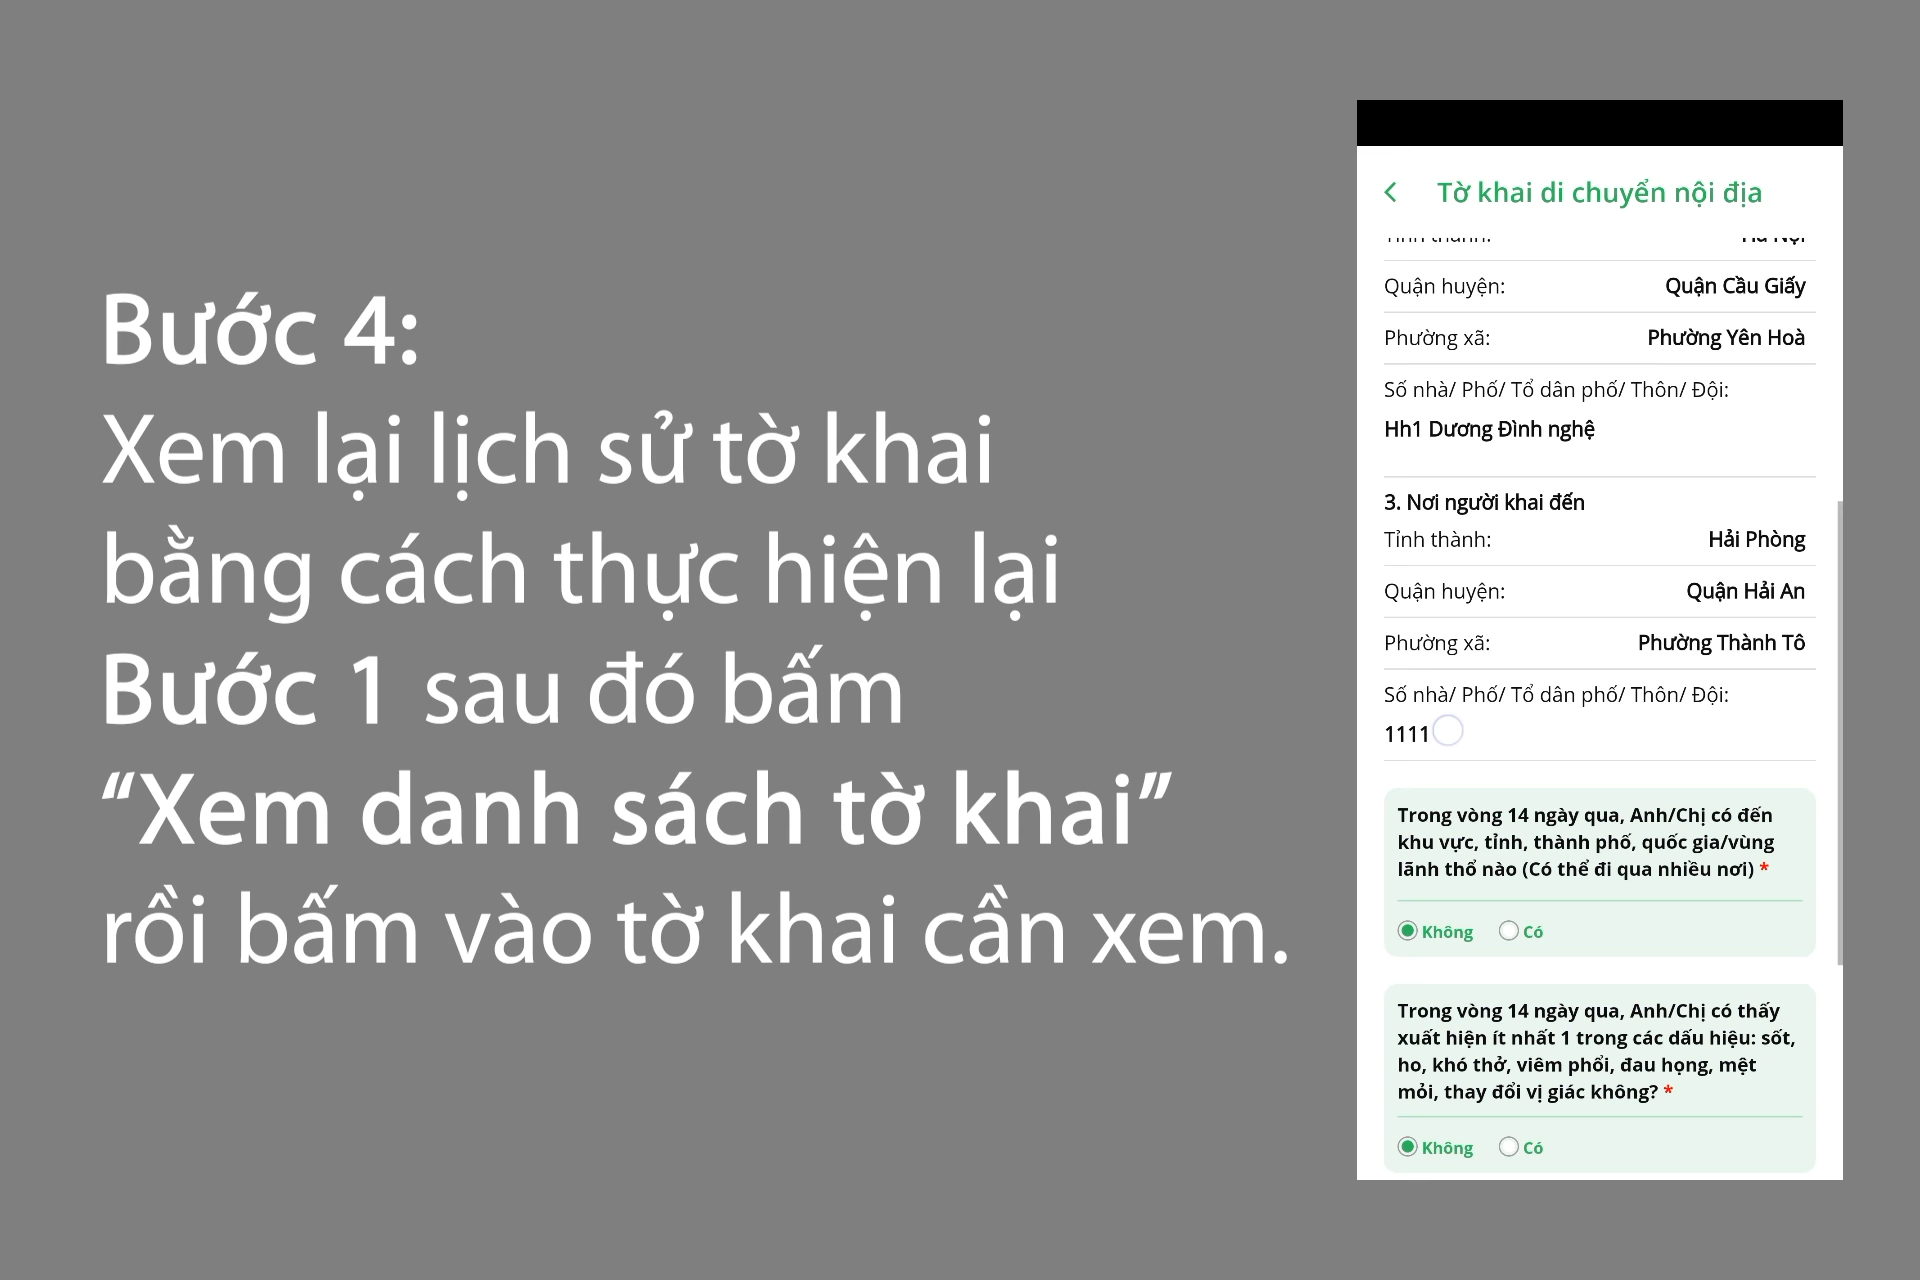 Bước 4:
Xem lại lịch sử tờ khai
bằng cách thực hiện lại
Bước 1 sau đó bấm
“Xem danh sách tờ khai”
rồi bấm vào tờ khai cần xem.
Tờ khai di chuyển nội địa
Tỉnh thành: Hà Nội
Quận huyện: Quận Cầu Giấy
Phường xã: Phường Yên Hoà
Số nhà/ Phố/ Tổ dân phố/ Thôn/ Đội:
Hh1 Dương Đình nghệ
3. Nơi người khai đến
Tỉnh thành: Hải Phòng
Quận huyện: Quận Hải An
Phường xã: Phường Thành Tô
Số nhà/ Phố/ Tổ dân phố/ Thôn/ Đội:
1111
Trong vòng 14 ngày qua, Anh/Chị có đến
khu vực, tỉnh, thành phố, quốc gia/vùng
lãnh thổ nào (Có thể đi qua nhiều nơi) *
Không Có
Trong vòng 14 ngày qua, Anh/Chị có thấy
xuất hiện ít nhất 1 trong các dấu hiệu: sốt,
ho, khó thở, viêm phổi, đau họng, mệt
mỏi, thay đổi vị giác không? *
Không Có